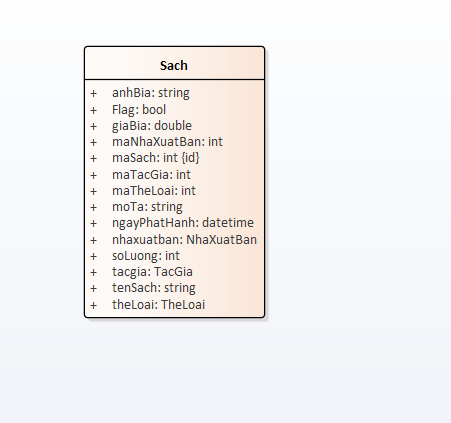 Sach
+ anhBia: string
+ Flag: bool
+ giaBia: double
+ maNhaXuatBan: int
+ maSach: int {id}
+ maTacGia: int
+ maTheLoai: int
+ moTa: string
+ ngayPhatHanh: datetime
+ nhaxuatban: NhaXuatBan
+ soLuong: int
+ tacgia: TacGia
+ tenSach: string
+ theLoai: TheLoai